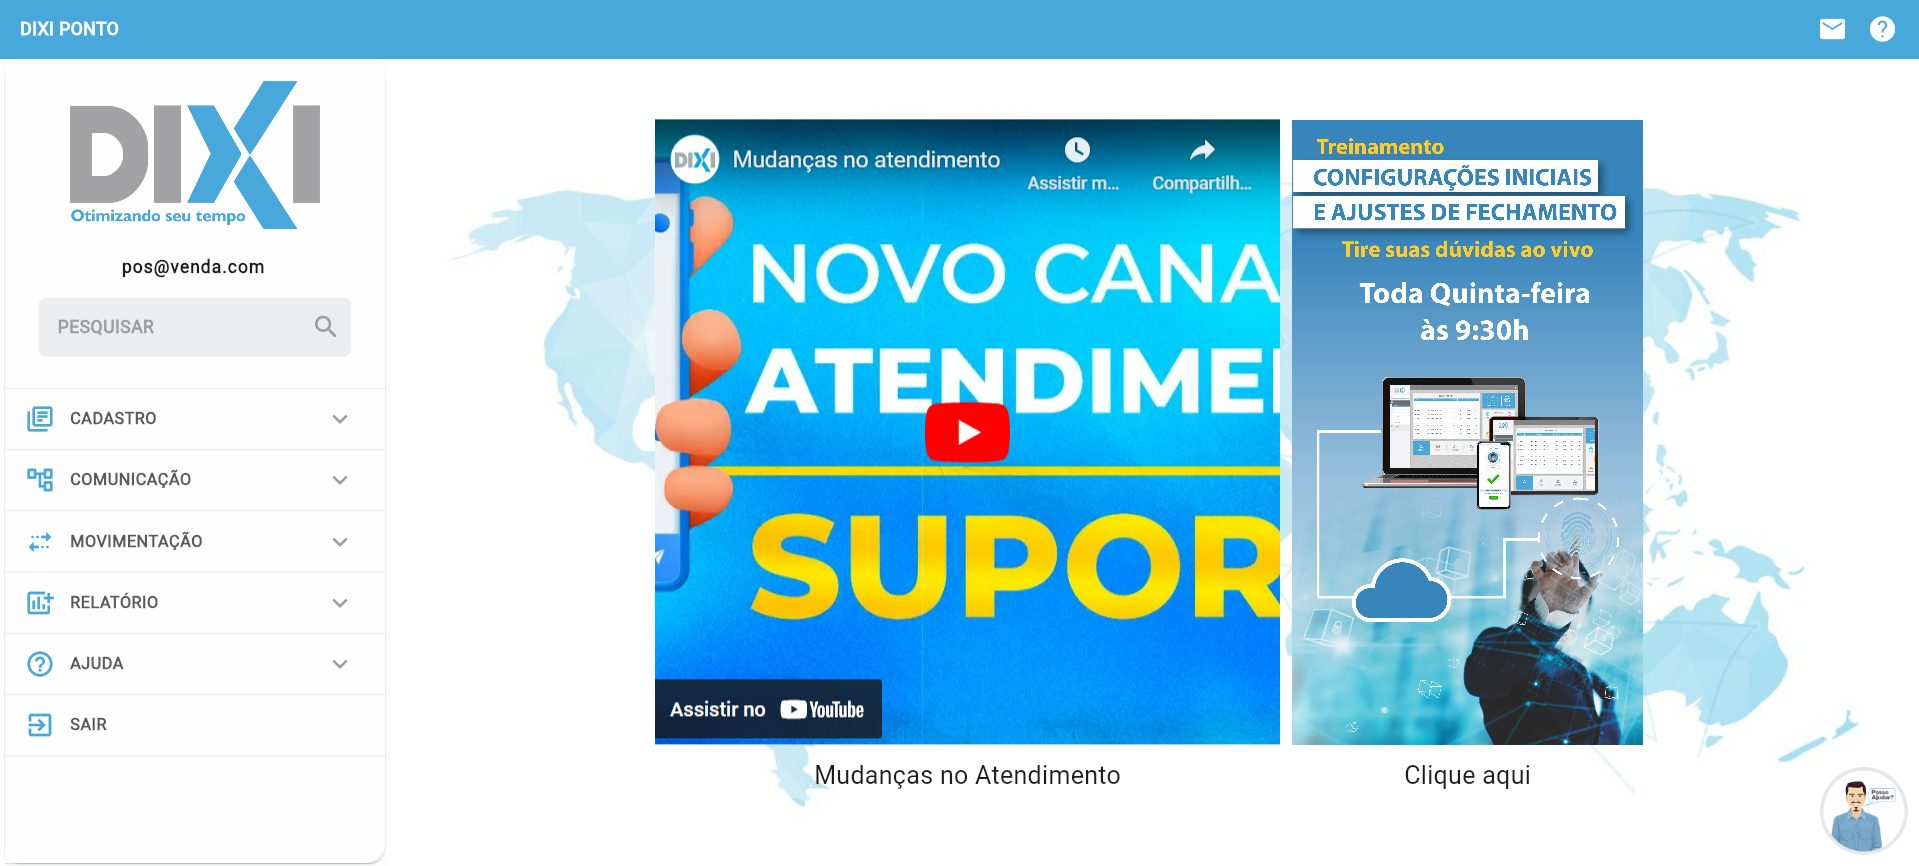 DIXI PONTO
DIXI
Otimizando seu tempo
pos@venda.com
PESQUISAR
CADASTRO
COMUNICAÇÃO
MOVIMENTAÇÃO
RELATÓRIO
AJUDA
SAIR
DIXI
Mudanças no atendimento
Assistir m...
Compartilh...
NOVO CANA
ATENDIME
SUPOR
Assistir no YouTube
Mudanças no Atendimento
Treinamento
CONFIGURAÇÕES INICIAIS
E AJUSTES DE FECHAMENTO
Tire suas dúvidas ao vivo
Toda Quinta-feira
às 9:30h
Clique aqui
Posso
Ajudar?